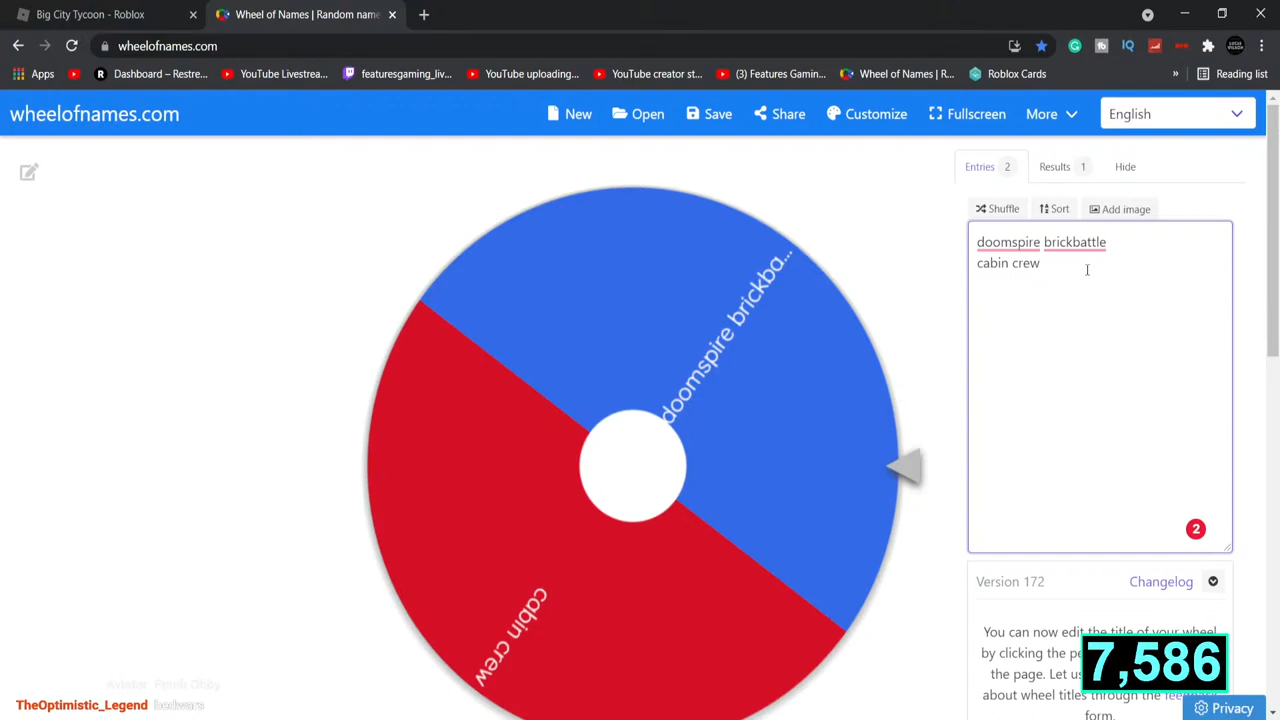 Big City Tycoon - Roblox
Wheel of Names | Random name
wheelofnames.com
Apps
Dashboard – Restre...
YouTube Livestrea...
featuresgaming_liv...
YouTube uploading...
YouTube creator st...
(3) Features Gamin...
Wheel of Names | R...
Roblox Cards
»
Reading list
wheelofnames.com
New
Open
Save
Share
Customize
Fullscreen
More
English
Entries 2
Results 1
Hide
Shuffle
Sort
Add image
doomspire brickbattle
cabin crew
doomspire brickba...
cabin crew
2
Version 172
Changelog
You can now edit the title of your wheel
by clicking the pe
the page. Let us
about wheel titles through the feedback
form.
7,586
Privacy
TheOptimistic_Legend bedwars